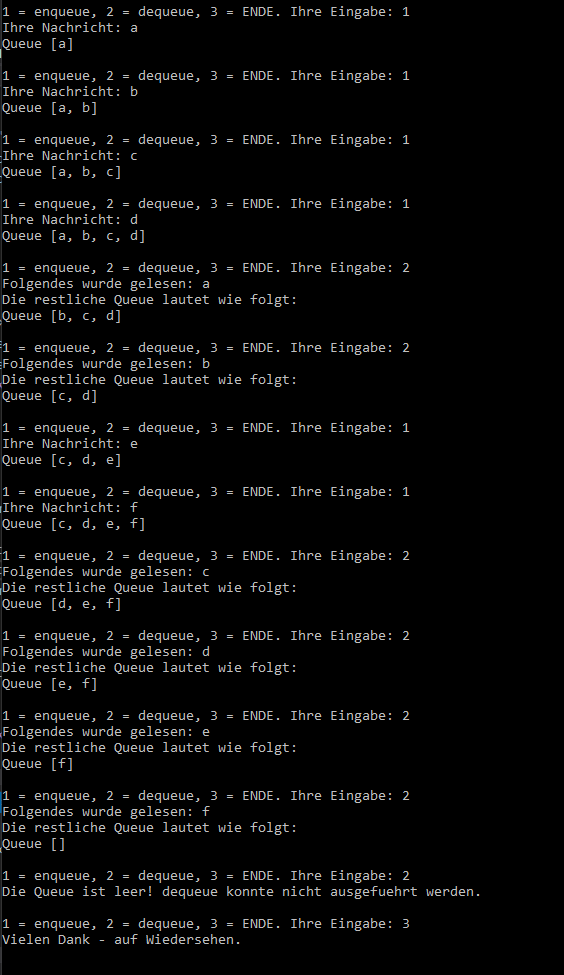 1 = enqueue, 2 = dequeue, 3 = ENDE. Ihre Eingabe: 1
Ihre Nachricht: a
Queue [a]
1 = enqueue, 2 = dequeue, 3 = ENDE. Ihre Eingabe: 1
Ihre Nachricht: b
Queue [a, b]
1 = enqueue, 2 = dequeue, 3 = ENDE. Ihre Eingabe: 1
Ihre Nachricht: c
Queue [a, b, c]
1 = enqueue, 2 = dequeue, 3 = ENDE. Ihre Eingabe: 1
Ihre Nachricht: d
Queue [a, b, c, d]
1 = enqueue, 2 = dequeue, 3 = ENDE. Ihre Eingabe: 2
Folgendes wurde gelesen: a
Die restliche Queue lautet wie folgt:
Queue [b, c, d]
1 = enqueue, 2 = dequeue, 3 = ENDE. Ihre Eingabe: 2
Folgendes wurde gelesen: b
Die restliche Queue lautet wie folgt:
Queue [c, d]
1 = enqueue, 2 = dequeue, 3 = ENDE. Ihre Eingabe: 1
Ihre Nachricht: e
Queue [c, d, e]
1 = enqueue, 2 = dequeue, 3 = ENDE. Ihre Eingabe: 1
Ihre Nachricht: f
Queue [c, d, e, f]
1 = enqueue, 2 = dequeue, 3 = ENDE. Ihre Eingabe: 2
Folgendes wurde gelesen: c
Die restliche Queue lautet wie folgt:
Queue [d, e, f]
1 = enqueue, 2 = dequeue, 3 = ENDE. Ihre Eingabe: 2
Folgendes wurde gelesen: d
Die restliche Queue lautet wie folgt:
Queue [e, f]
1 = enqueue, 2 = dequeue, 3 = ENDE. Ihre Eingabe: 2
Folgendes wurde gelesen: e
Die restliche Queue lautet wie folgt:
Queue [f]
1 = enqueue, 2 = dequeue, 3 = ENDE. Ihre Eingabe: 2
Folgendes wurde gelesen: f
Die restliche Queue lautet wie folgt:
Queue []
1 = enqueue, 2 = dequeue, 3 = ENDE. Ihre Eingabe: 2
Die Queue ist leer! dequeue konnte nicht ausgefuehrt werden.
1 = enqueue, 2 = dequeue, 3 = ENDE. Ihre Eingabe: 3
Vielen Dank - auf Wiedersehen.